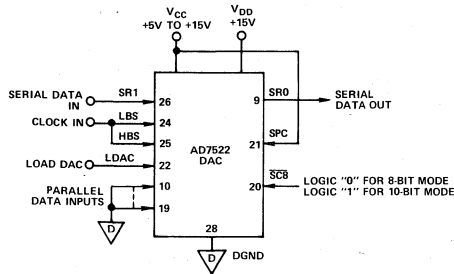 VCC
+5V TO +15V
VDD
+15V
SERIAL DATA
IN
SR1
26
9
SR0
SERIAL
DATA OUT
CLOCK IN
LBS
24
HBS
25
SPC
21
AD7522
DAC
LOAD DAC
LDAC
22
SC8
20
LOGIC "0" FOR 8-BIT MODE
LOGIC "1" FOR 10-BIT MODE
PARALLEL
DATA INPUTS
10
19
D
28
D
DGND